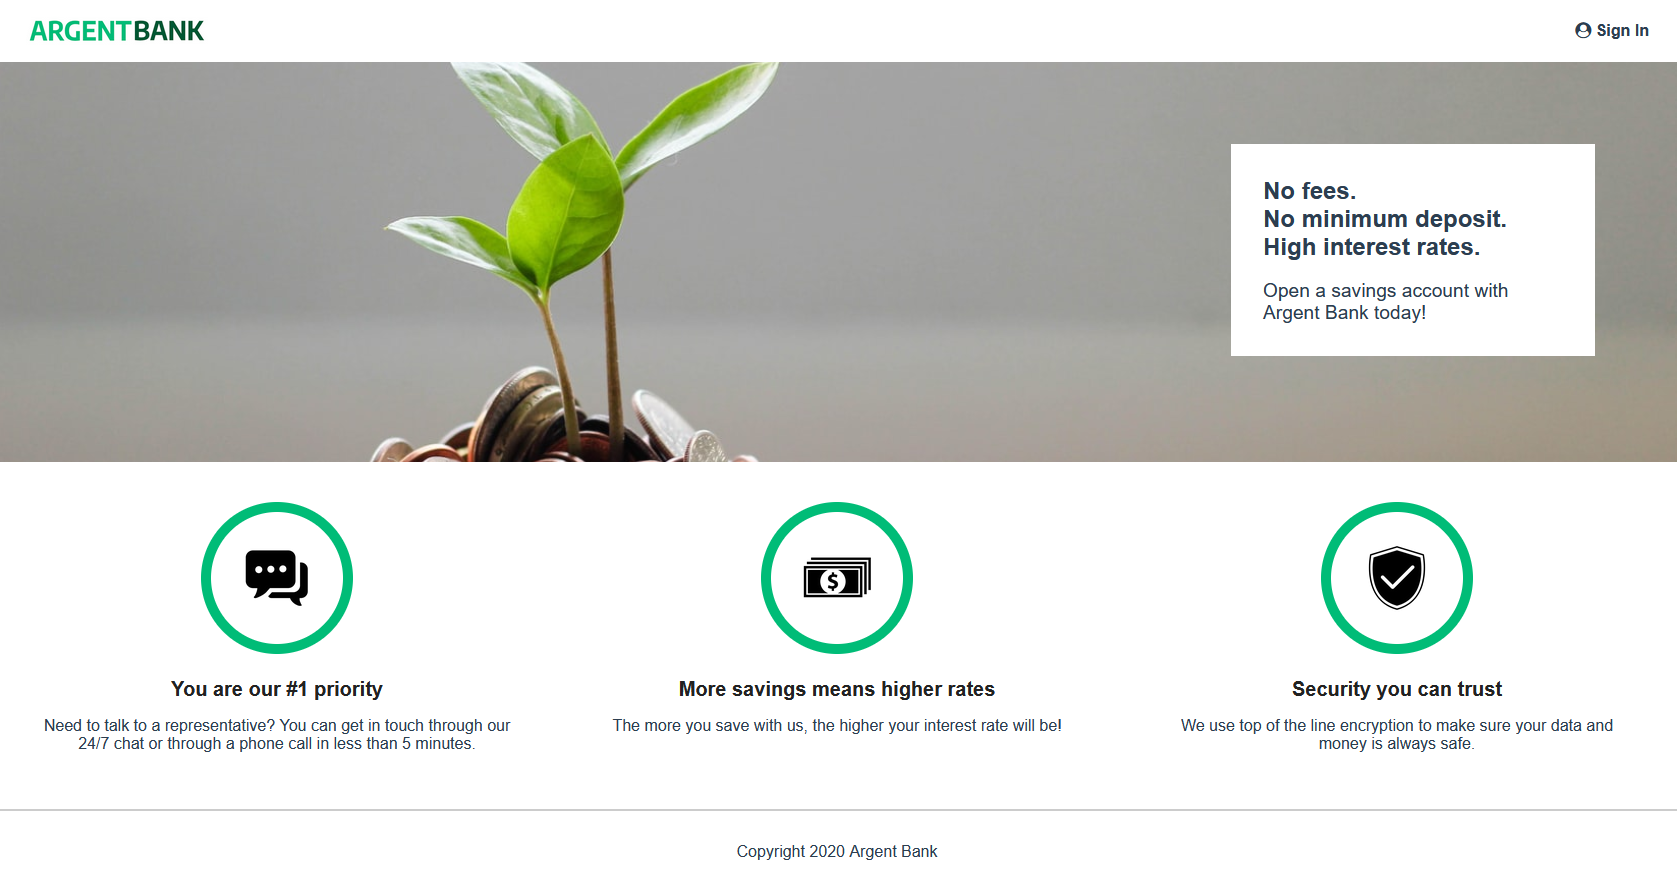 ARGENTBANK
Sign In
No fees.
No minimum deposit.
High interest rates.
Open a savings account with
Argent Bank today!
You are our #1 priority
Need to talk to a representative? You can get in touch through our
24/7 chat or through a phone call in less than 5 minutes.
$
More savings means higher rates
The more you save with us, the higher your interest rate will be!
Security you can trust
We use top of the line encryption to make sure your data and
money is always safe.
Copyright 2020 Argent Bank